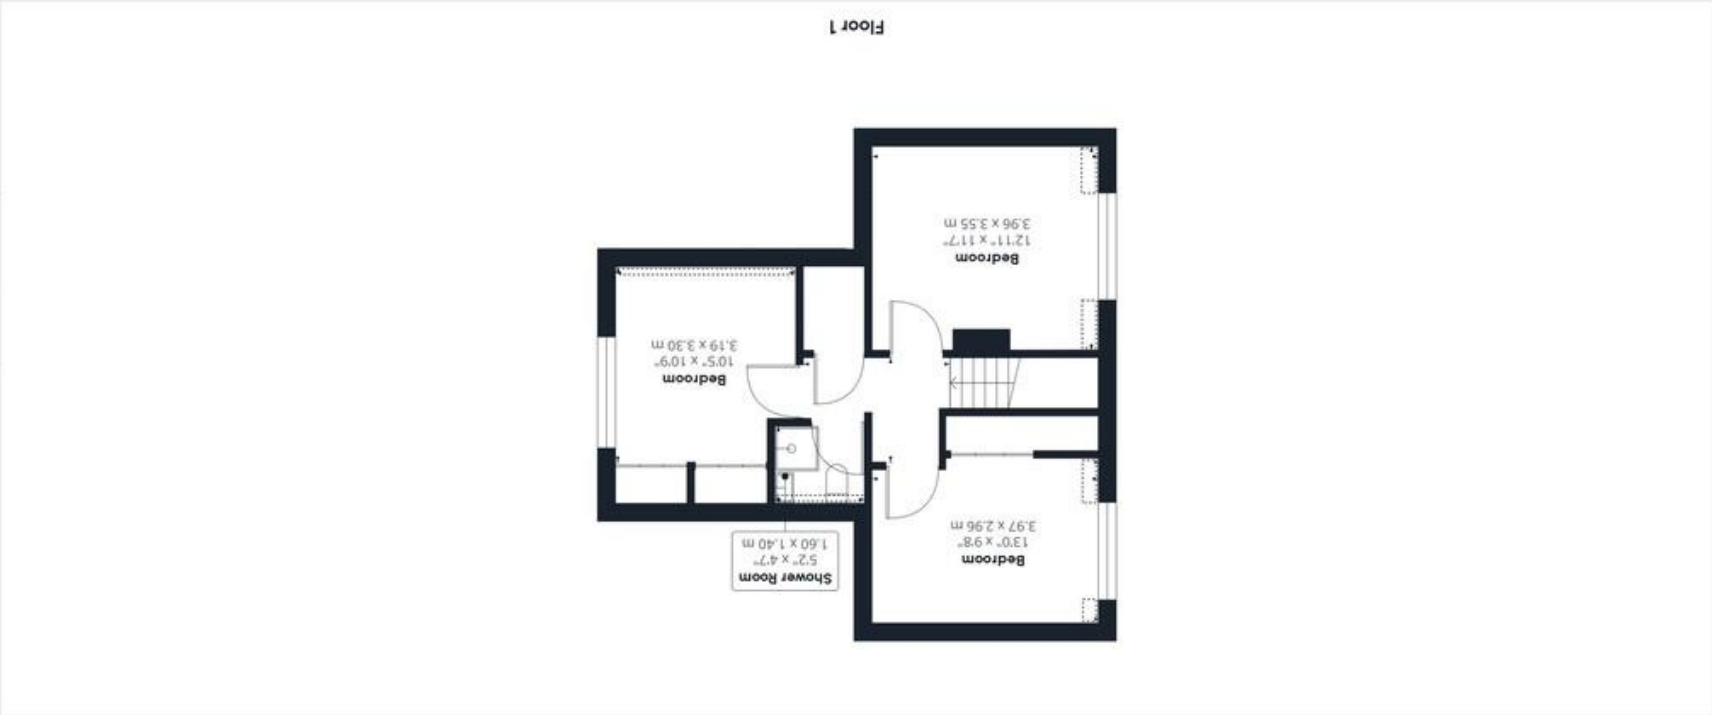 Shower Room
5'2" x 4'7"
1.60 x 1.40 m
Bedroom
13'0" x 9'8"
3.97 x 2.96 m
Bedroom
10'5" x 10'9"
3.19 x 3.30 m
Bedroom
12'11" x 11'7"
3.96 x 3.55 m
Floor 1